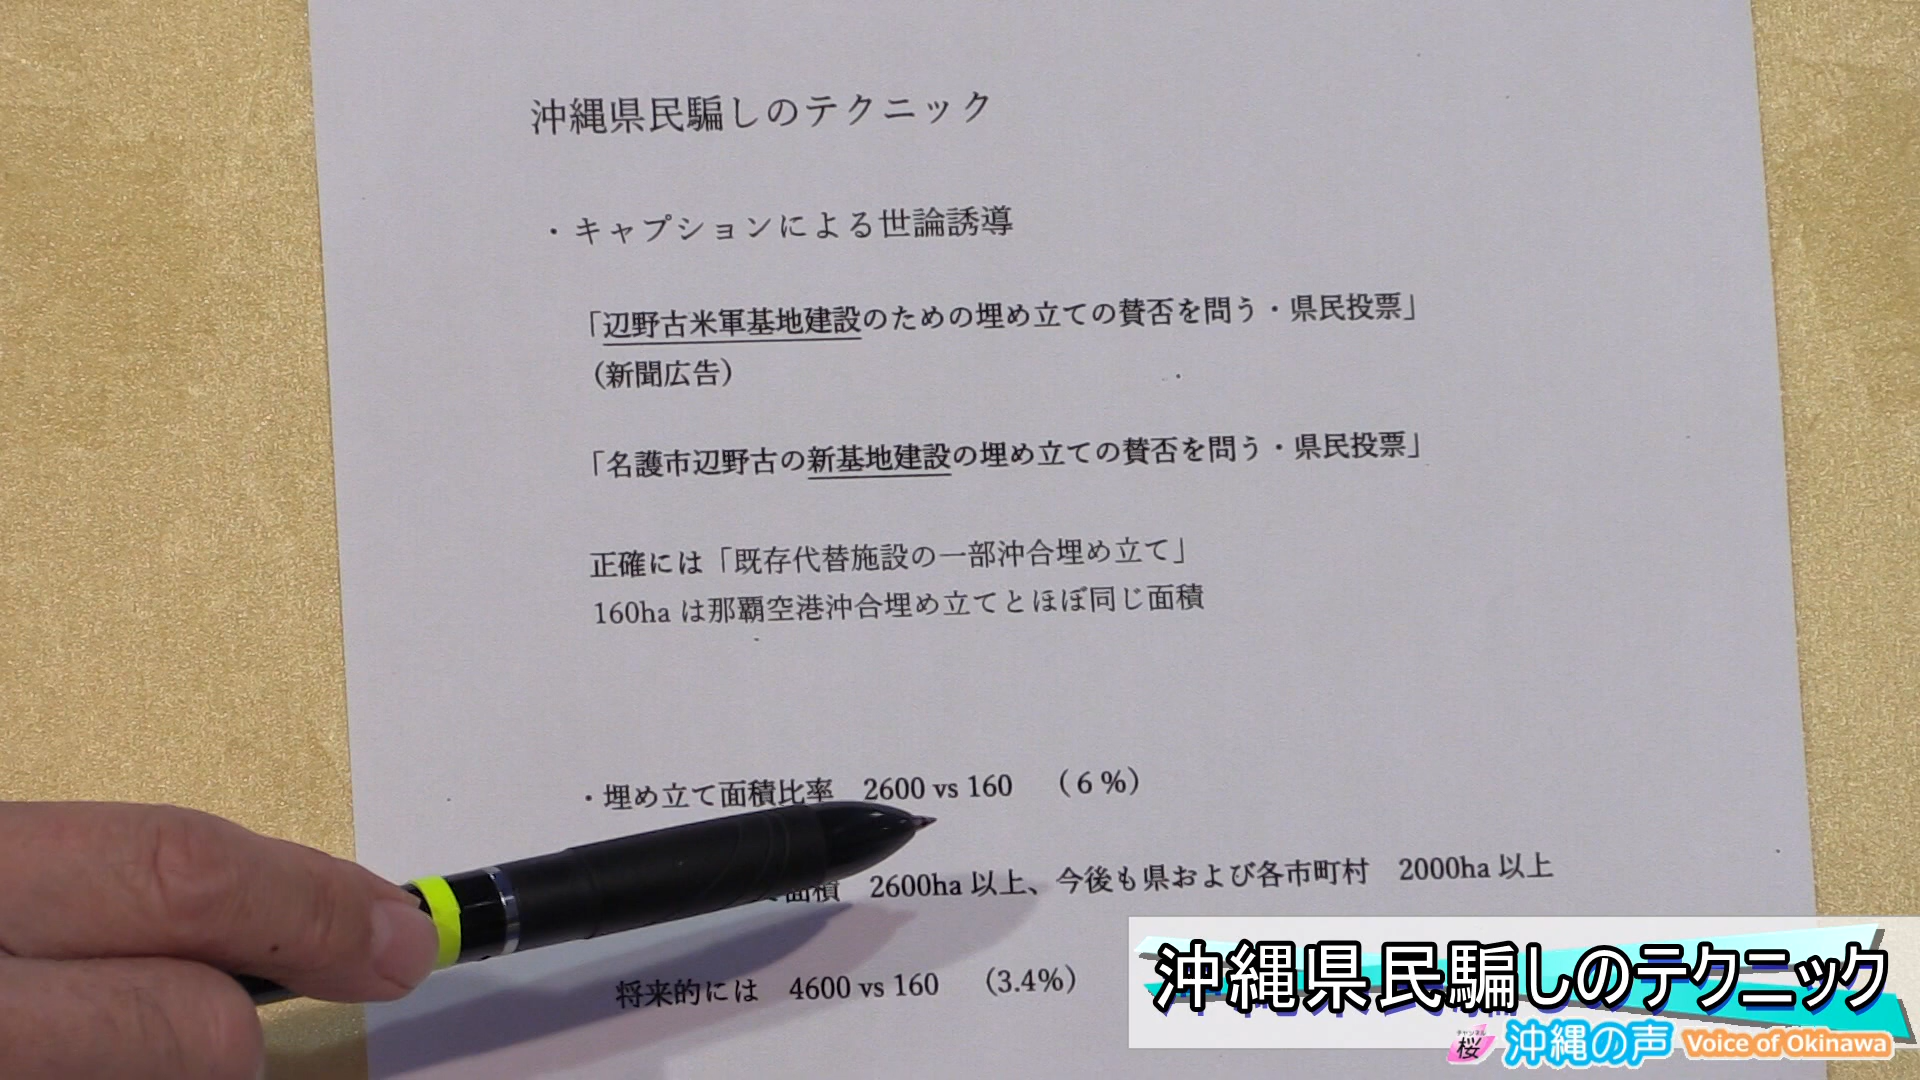 沖縄県民騙しのテクニック
・キャプションによる世論誘導
「辺野古米軍基地建設のための埋め立ての賛否を問う・県民投票」
（新聞広告）
「名護市辺野古の新基地建設の埋め立ての賛否を問う・県民投票」
正確には「既存代替施設の一部沖合埋め立て」
160ha は那覇空港沖合埋め立てとほぼ同じ面積
・埋め立て面積比率　2600 vs 160　（6 %）
面積　2600ha 以上、今後も県および各市町村　2000ha 以上
将来的には　4600 vs 160　（3.4%）
沖縄県民騙しのテクニック
チャンネル
桜 沖縄の声 Voice of Okinawa